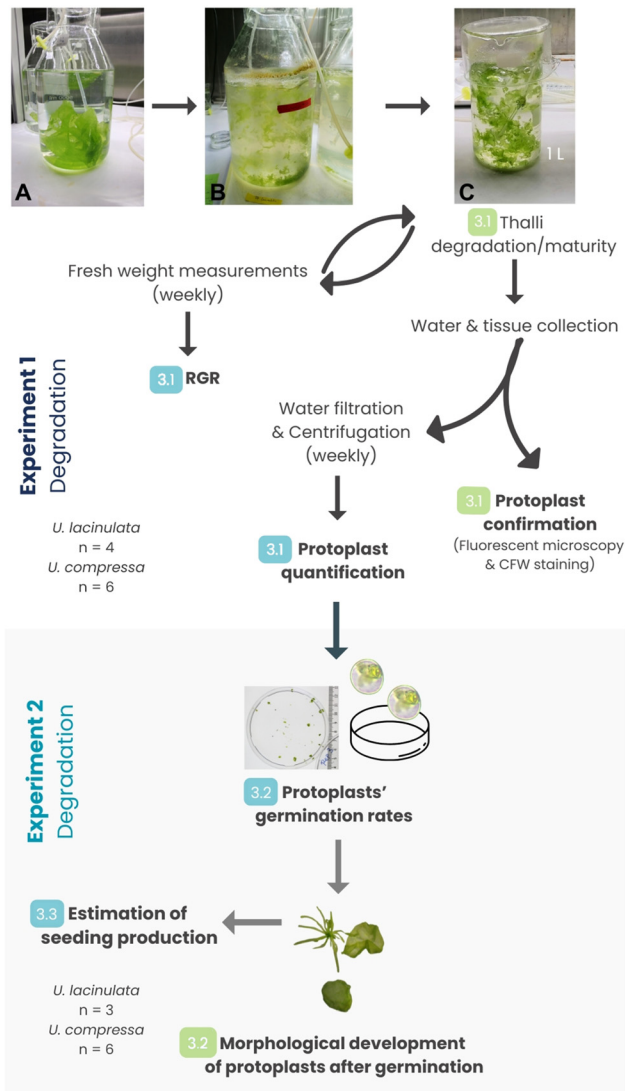 A
B
C
1 L
3.1 Thalli
degradation/maturity
Fresh weight measurements
(weekly)
Water & tissue collection
3.1 RGR
Experiment 1
Degradation
Water filtration
& Centrifugation
(weekly)
3.1 Protoplast
confirmation
(Fluorescent microscopy
& CFW staining)
U. lacinulata
n = 4
U. compressa
n = 6
3.1 Protoplast
quantification
Experiment 2
Degradation
3.2 Protoplasts’
germination rates
3.3 Estimation of
seeding production
U. lacinulata
n = 3
U. compressa
n = 6
3.2 Morphological development
of protoplasts after germination